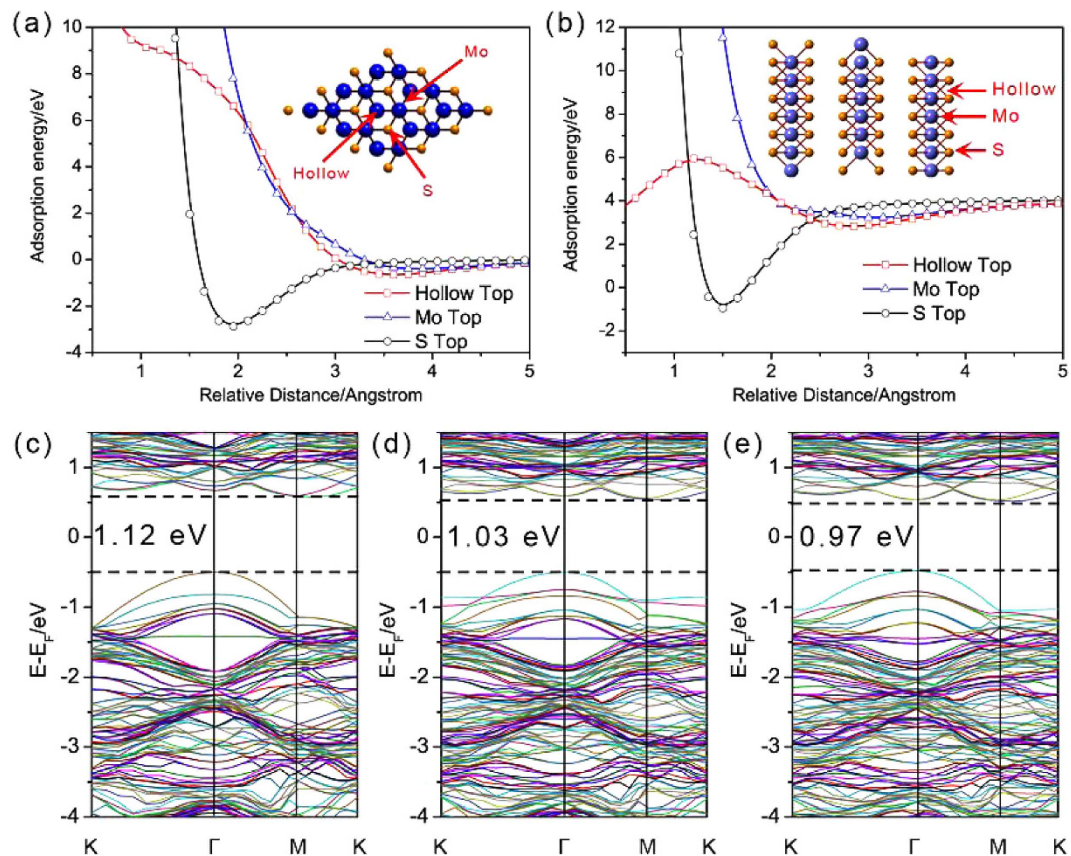 (a)
10
8
6
4
2
0
-2
-4
Adsorption energy/eV
Mo
Hollow
S
Hollow Top
Mo Top
S Top
1 2 3 4 5
Relative Distance/Angstrom
(b)
12
10
8
6
4
2
0
-2
Adsorption energy/eV
Hollow
Mo
S
Hollow Top
Mo Top
S Top
1 2 3 4 5
Relative Distance/Angstrom
(c)
1
0
-1
-2
-3
-4
E-E_F/eV
1.12 eV
K Γ M K
(d)
1
0
-1
-2
-3
-4
E-E_F/eV
1.03 eV
K Γ M K
(e)
1
0
-1
-2
-3
-4
E-E_F/eV
0.97 eV
K Γ M K